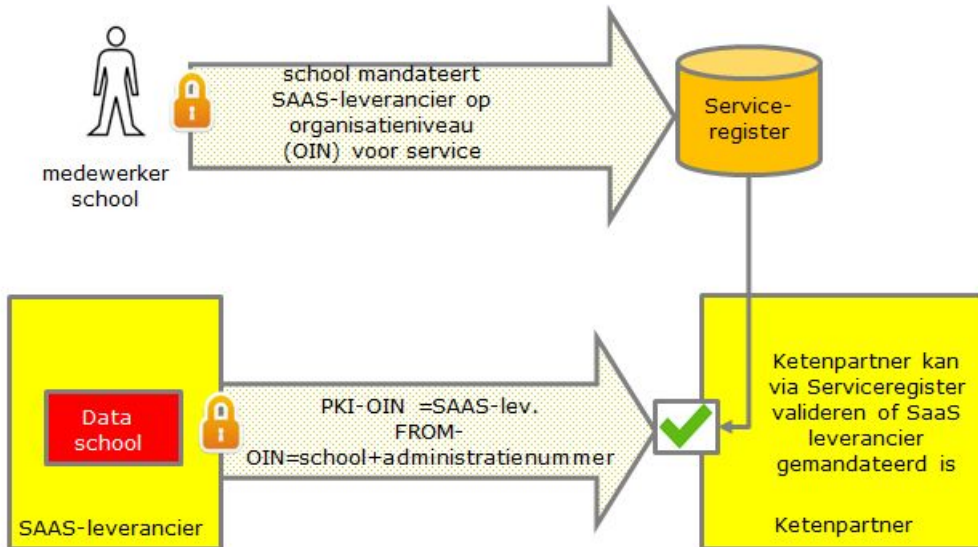 school mandateert
SAAS-leverancier op
organisatieniveau
(OIN) voor service
Service-
register
medewerker
school
Data
school
SAAS-leverancier
PKI-OIN =SAAS-lev.
FROM-
OIN=school+administratienummer
Ketenpartner kan
via Serviceregister
valideren of SaaS
leverancier
gemandateerd is
Ketenpartner